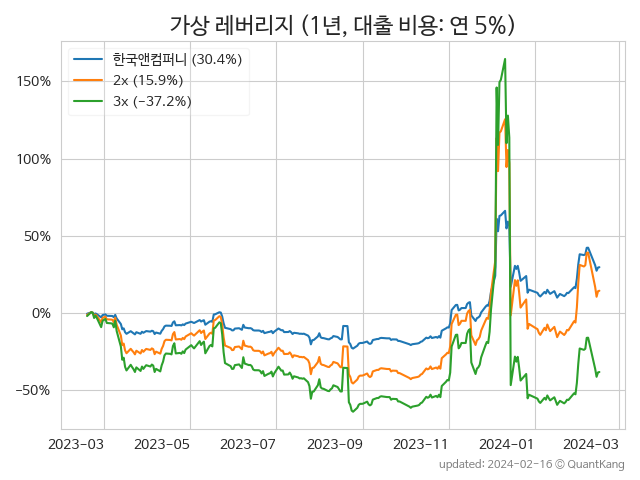 가상 레버리지 (1년, 대출 비용: 연 5%)
한국앤컴퍼니 (30.4%)
2x (15.9%)
3x (−37.2%)
150%
100%
50%
0%
−50%
2023-03 2023-05 2023-07 2023-09 2023-11 2024-01 2024-03
updated: 2024-02-16 © QuantKang